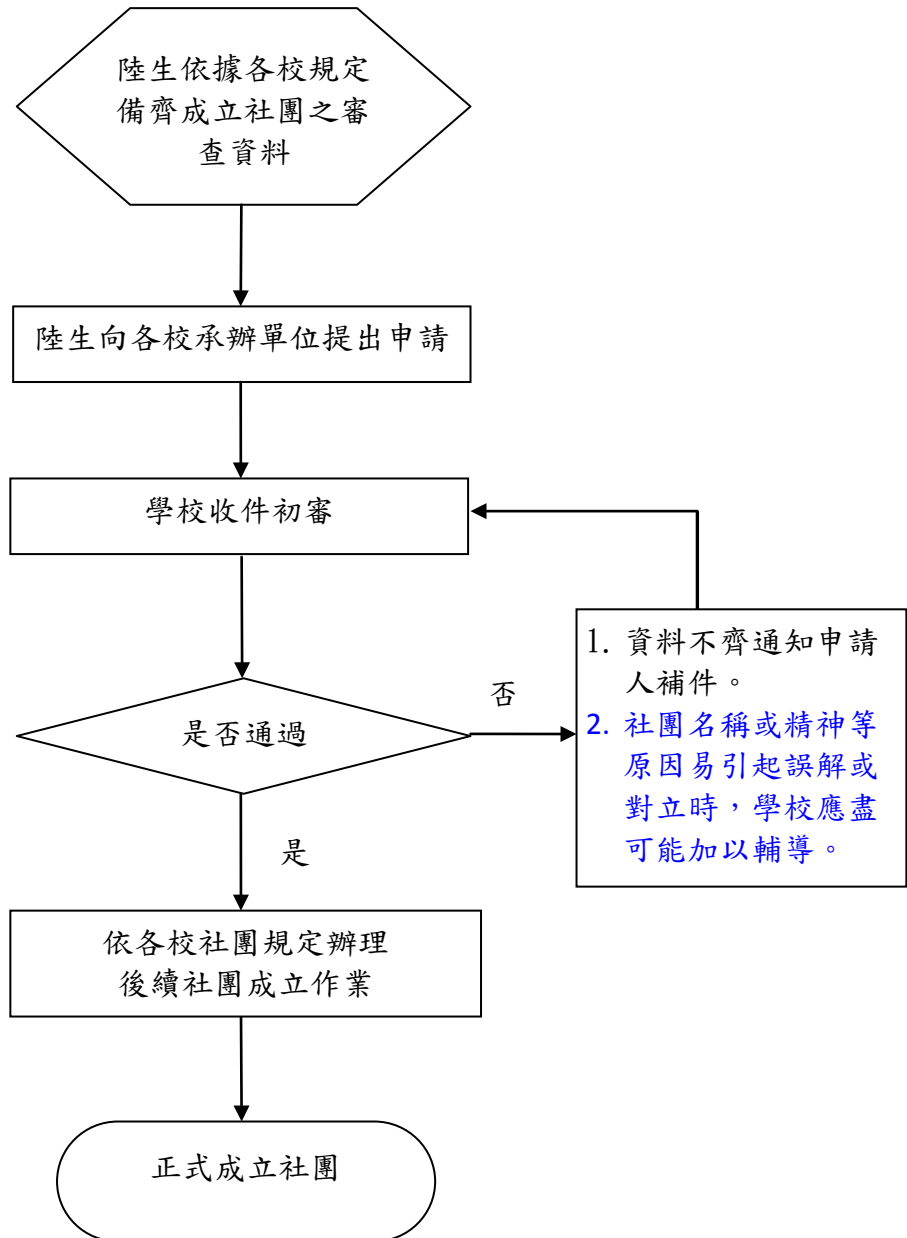 陸生依據各校規定
備齊成立社團之審
查資料
陸生向各校承辦單位提出申請
學校收件初審
是否通過
否
1. 資料不齊通知申請
人補件。
2. 社團名稱或精神等
原因易引起誤解或
對立時，學校應盡
可能加以輔導。
是
依各校社團規定辦理
後續社團成立作業
正式成立社團